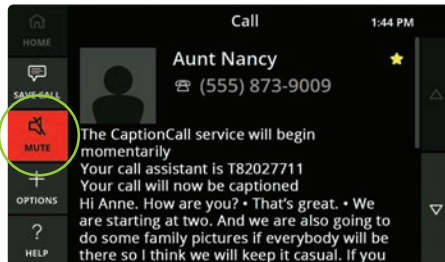 Call
1:44 PM
HOME
SAVE CALL
MUTE
OPTIONS
HELP
Aunt Nancy
(555) 873-9009
The CaptionCall service will begin
momentarily
Your call assistant is T82027711
Your call will now be captioned
Hi Anne. How are you? • That's great. • We
are starting at two. And we are also going to
do some family pictures if everybody will be
there so I think we will keep it casual. If you